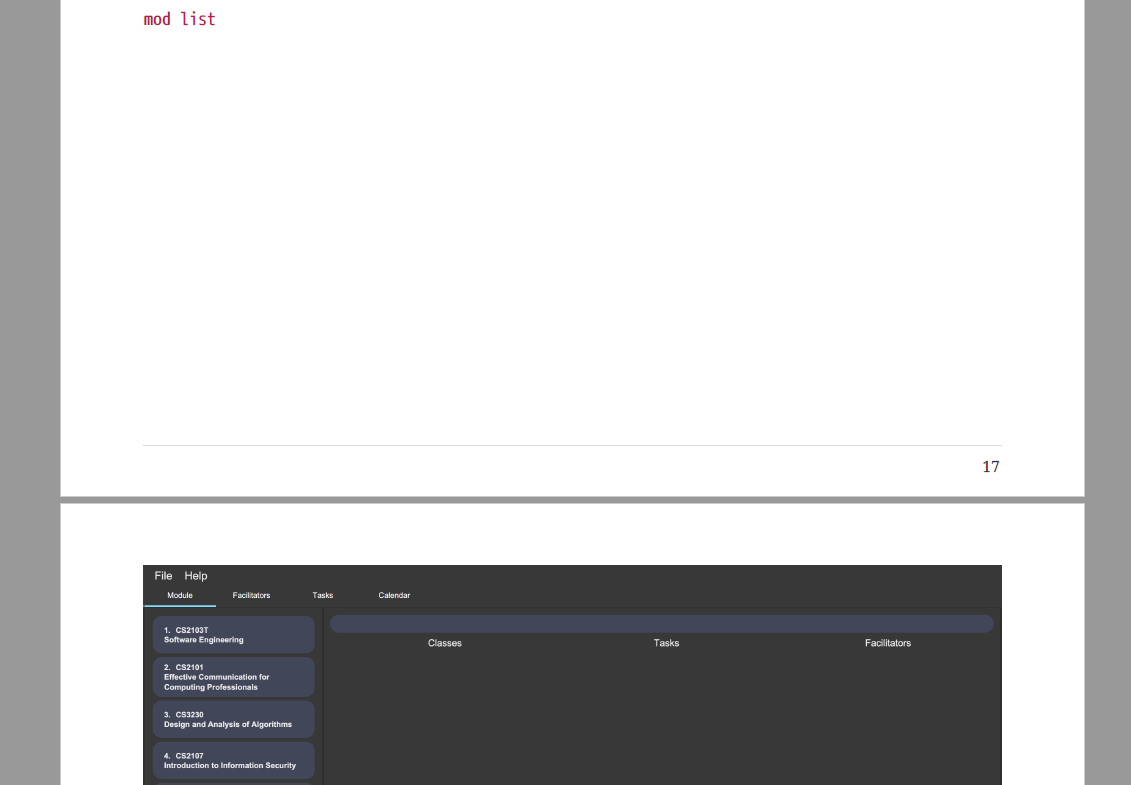 mod list
17
File Help
Module Facilitators Tasks Calendar
1. CS2103T
Software Engineering
Classes Tasks Facilitators
2. CS2101
Effective Communication for
Computing Professionals
3. CS3230
Design and Analysis of Algorithms
4. CS2107
Introduction to Information Security